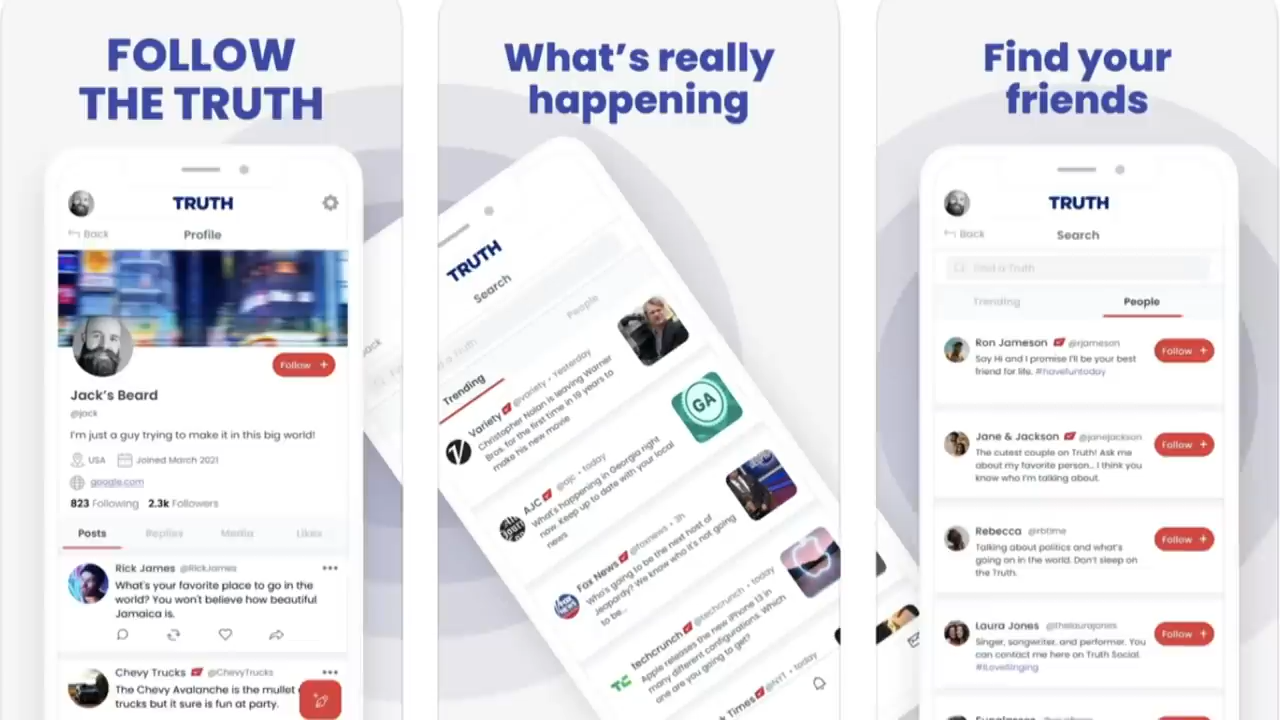 FOLLOW
THE TRUTH
TRUTH
Back
Profile
Follow +
Jack's Beard
@jack
I'm just a guy trying to make it in this big world!
USA
Joined March 2021
google.com
823 Following 2.3k Followers
Posts Replies Media Likes
Rick James @RickJames
What's your favorite place to go in the
world? You won't believe how beautiful
Jamaica is.
Chevy Trucks @ChevyTrucks
The Chevy Avalanche is the mullet
trucks but it sure is fun at party.
What's really
happening
TRUTH
Search
Trending
People
Variety @variety • Yesterday
Christopher Nolan is leaving Warner
Bros. for the first time in 19 years to
make his new movie
GA
AJC @ajc • today
What's happening in Georgia right
now. Keep up to date with your local
news
Fox News @foxnews • 3h
Who's going to be the next host of
Jeopardy? We know who it's not going
to be...
techcrunch @techcrunch • today
Apple releases the new iPhone 13 in
many different configurations. Which
one are you going to get?
Times @NYT • today
Find your
friends
TRUTH
Back
Search
Find a Truth
Trending People
Ron Jameson @rjameson
Say Hi and I promise I'll be your best
friend for life. #havefuntoday
Follow +
Jane & Jackson @janejackson
The cutest couple on Truth! Ask me
about my favorite person... I think you
know who I'm talking about.
Follow +
Rebecca @rbtime
Talking about politics and what's
going on in the world. Don't sleep on
the Truth.
Follow +
Laura Jones @thelaurajones
Singer, songwriter, and performer. You
can contact me here on Truth Social.
#ILoveSinging
Follow +